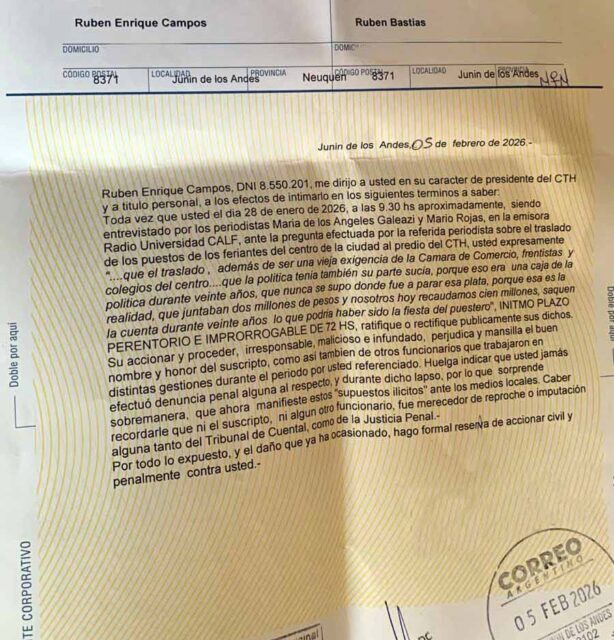 Ruben Enrique Campos
Ruben Bastias
DOMICILIO
DOMIC
CÓDIGO POSTAL
8371
LOCALIDAD
Junin de los Andes
PROVINCIA
Neuquén
CÓDIGO POSTAL
8371
LOCALIDAD
Junin de los Andes
PROVINCIA
NQN
Junin de los Andes, 05 de febrero de 2026.-
Ruben Enrique Campos, DNI 8.550.201, me dirijo a usted en su caracter de presidente del CTH
y a titulo personal, a los efectos de intimarlo en los siguientes terminos a saber:
Toda vez que usted el dia 28 de enero de 2026, a las 9.30 hs aproximadamente, siendo
entrevistado por los periodistas Maria de los Angeles Galeazi y Mario Rojas, en la emisora
Radio Universidad CALF, ante la pregunta efectuada por la referida periodista sobre el traslado
de los puestos de los feriantes del centro de la ciudad al predio del CTH, usted expresamente
"....que el traslado , además de ser una vieja exigencia de la Camara de Comercio, frentistas y
colegios del centro....que la politica tenía también su parte sucia, porque eso era una caja de la
politica durante veinte años, que nunca se supo donde fue a parar esa plata, porque esa es la
realidad, que juntaban dos millones de pesos y nosotros hoy recaudamos cien millones, saquen
la cuenta durante veinte años lo que podría haber sido la fiesta del puestero", INITMO PLAZO
PERENTORIO E IMPRORROGABLE DE 72 HS, ratifique o rectifique publicamente sus dichos.
Su accionar y proceder, irresponsable, malicioso e infundado, perjudica y mansilla el buen
nombre y honor del suscripto, como asi tambien de otros funcionarios que trabajaron en
distintas gestiones durante el periodo por usted referenciado. Huelga indicar que usted jamás
efectuó denuncia penal alguna al respecto, y durante dicho lapso, por lo que sorprende
sobremanera, que ahora manifieste estos "supuestos ilicitos" ante los medios locales. Caber
recordarle que ni el suscripto, ni algun otro funcionario, fue merecedor de reproche o imputación
alguna tanto del Tribunal de Cuental, como de la Justicia Penal.-
Por todo lo expuesto, y el daño que ya ha ocasionado, hago formal reserva de accionar civil y
penalmente contra usted.-
Doble por aquí
Doble por
TE CORPORATIVO
CORREO
ARGENTINO
05 FEB 2026
DE LOS ANDES